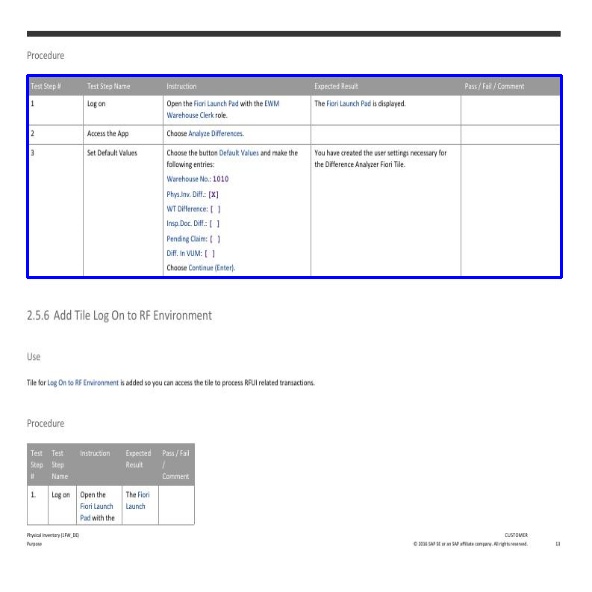 Procedure
Test Step # Test Step Name Instruction Expected Result Pass / Fail / Comment
1 Log on Open the Fiori Launch Pad with the EWM The Fiori Launch Pad is displayed.
Warehouse Clerk role.
2 Access the App Choose Analyze Differences.
3 Set Default Values Choose the button Default Values and make the You have created the user settings necessary for
following entries: the Difference Analyzer Fiori Tile.
Warehouse No.: 1010
Phys.Inv. Diff.: [X]
WT Difference: [ ]
Insp.Doc. Diff.: [ ]
Pending Claim: [ ]
Diff. In VUM: [ ]
Choose Continue (Enter).
2.5.6 Add Tile Log On to RF Environment
Use
Tile for Log On to RF Environment is added so you can access the tile to process RFUI related transactions.
Procedure
Test Test Instruction Expected Pass / Fail
Step Step Result /
# Name Comment
1. Log on Open the The Fiori
Fiori Launch Launch
Pad with the
Physical Inventory (1FW_DE) CUSTOMER
Purpose © 2016 SAP SE or an SAP affiliate company. All rights reserved. 13